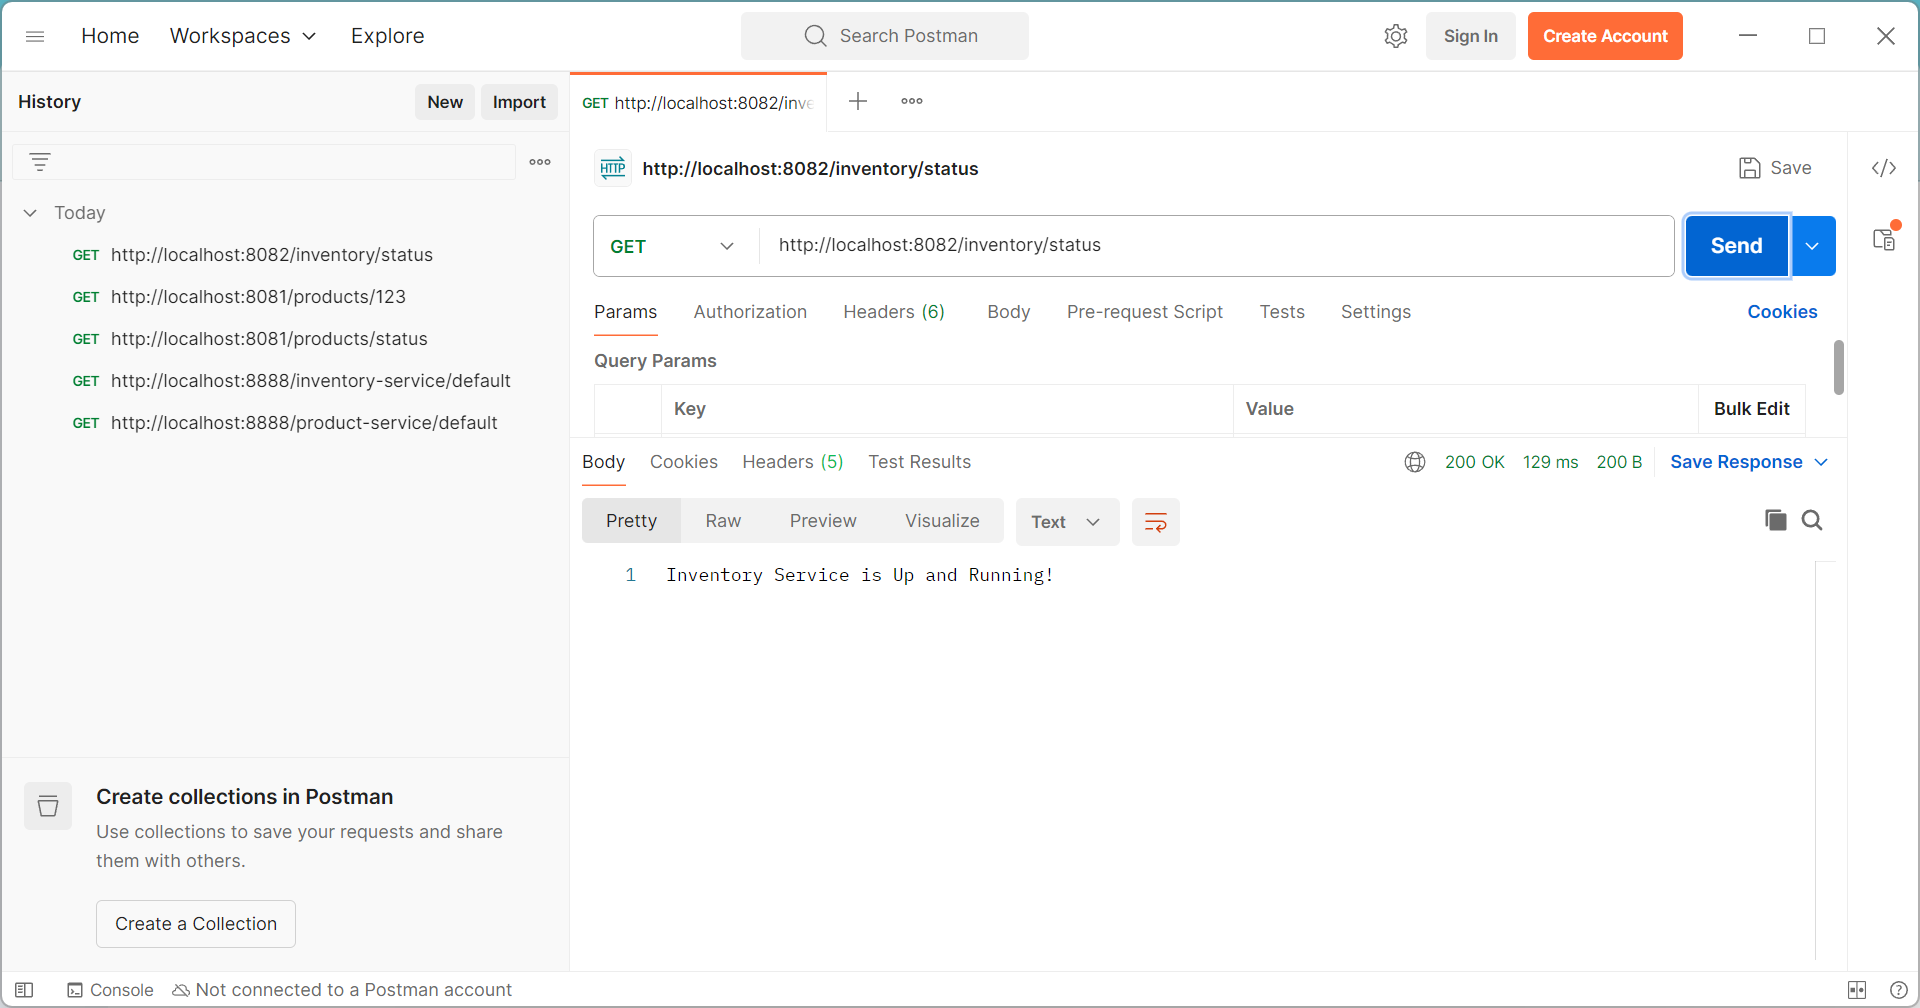 Home Workspaces Explore Search Postman Sign In Create Account
History New Import
GET http://localhost:8082/inve
HTTP http://localhost:8082/inventory/status Save
Today
GET http://localhost:8082/inventory/status
GET http://localhost:8081/products/123
GET http://localhost:8081/products/status
GET http://localhost:8888/inventory-service/default
GET http://localhost:8888/product-service/default
GET http://localhost:8082/inventory/status Send
Params Authorization Headers (6) Body Pre-request Script Tests Settings Cookies
Query Params
Key Value Bulk Edit
Body Cookies Headers (5) Test Results 200 OK 129 ms 200 B Save Response
Pretty Raw Preview Visualize Text
1 Inventory Service is Up and Running!
Create collections in Postman
Use collections to save your requests and share
them with others.
Create a Collection
Console Not connected to a Postman account